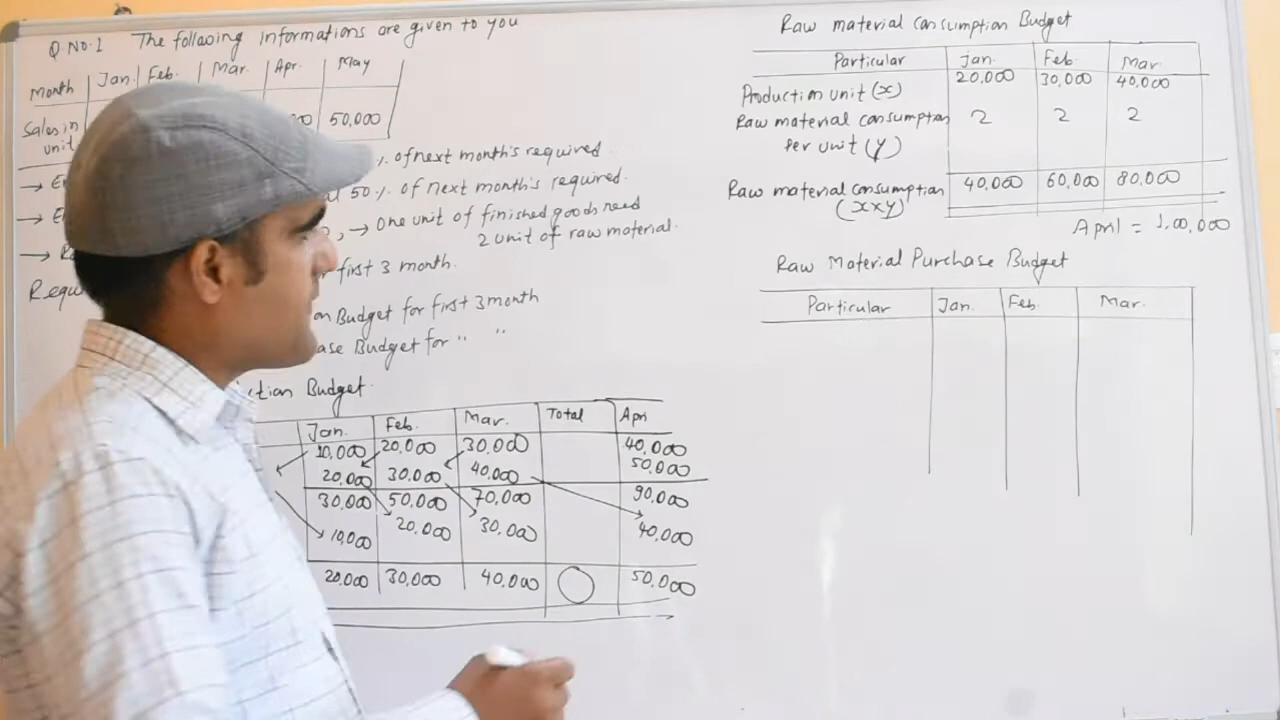 Q.No.1 The following informations are given to you
Month Jan. Feb. Mar. Apr. May
Sales in unit 50,000
% of next month's required
50% of next month's required.
→ One unit of finished goods need
2 unit of raw material.
first 3 month.
Budget for first 3 month
Budget for " "
Budget.
Jan. Feb. Mar. Total Apri
10,000 20,000 30,000 40,000
20,000 30,000 40,000 50,000
30,000 50,000 70,000 90,000
10,000 20,000 30,000 40,000
20,000 30,000 40,000 50,000
Raw material consumption Budget
Particular Jan. Feb. Mar.
Production unit (x) 20,000 30,000 40,000
Raw material consumption 2 2 2
per unit (y)
Raw material consumption 40,000 60,000 80,000
(x×y)
April = 1,00,000
Raw Material Purchase Budget
Particular Jan. Feb. Mar.